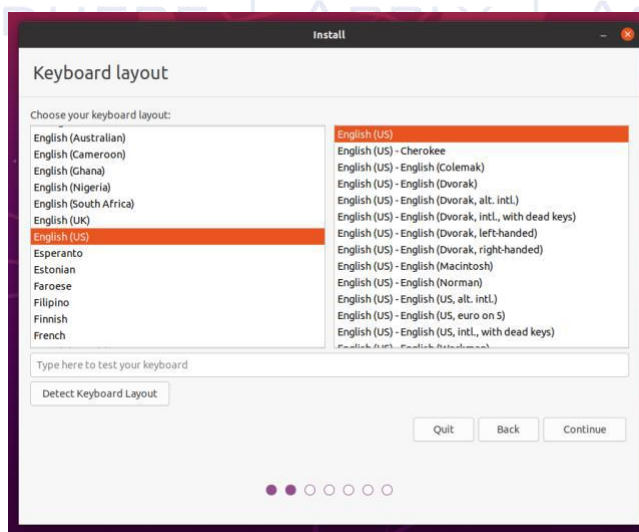 Install
Keyboard layout
Choose your keyboard layout:
English (Australian)
English (Cameroon)
English (Ghana)
English (Nigeria)
English (South Africa)
English (UK)
English (US)
Esperanto
Estonian
Faroese
Filipino
Finnish
French
English (US)
English (US) - Cherokee
English (US) - English (Colemak)
English (US) - English (Dvorak)
English (US) - English (Dvorak, alt. intl.)
English (US) - English (Dvorak, intl., with dead keys)
English (US) - English (Dvorak, left-handed)
English (US) - English (Dvorak, right-handed)
English (US) - English (Macintosh)
English (US) - English (Norman)
English (US) - English (US, alt. intl.)
English (US) - English (US, euro on 5)
English (US) - English (US, intl., with dead keys)
English (US) - English (Workman)
Type here to test your keyboard
Detect Keyboard Layout
Quit Back Continue